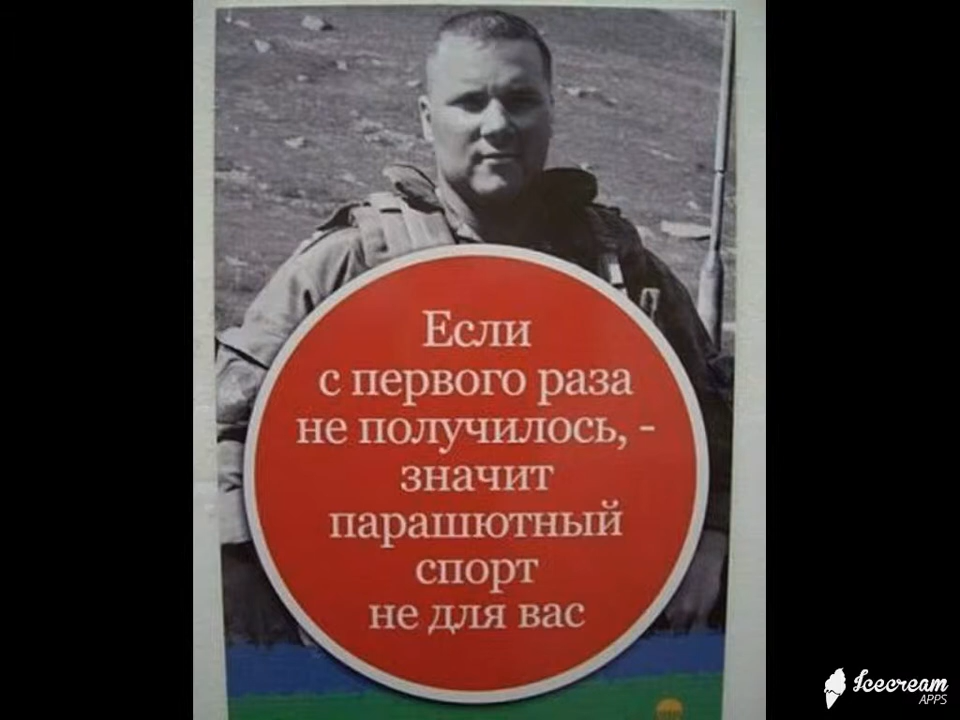 Если
с первого раза
не получилось, -
значит
парашютный
спорт
не для вас
Icecream
APPS